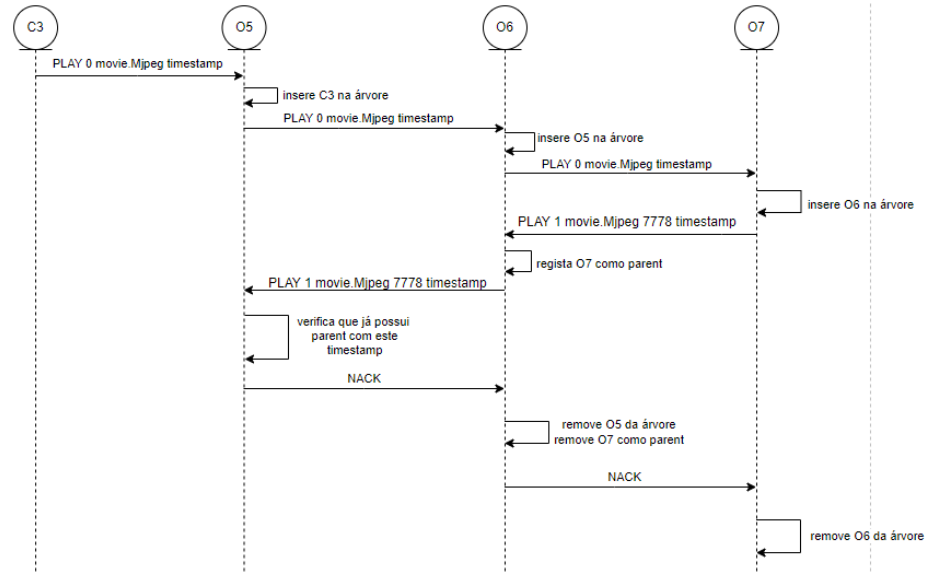 C3
O5
O6
O7
PLAY 0 movie.Mjpeg timestamp
insere C3 na árvore
PLAY 0 movie.Mjpeg timestamp
insere O5 na árvore
PLAY 0 movie.Mjpeg timestamp
insere O6 na árvore
PLAY 1 movie.Mjpeg 7778 timestamp
regista O7 como parent
PLAY 1 movie.Mjpeg 7778 timestamp
verifica que já possui
parent com este
timestamp
NACK
remove O5 da árvore
remove O7 como parent
NACK
remove O6 da árvore